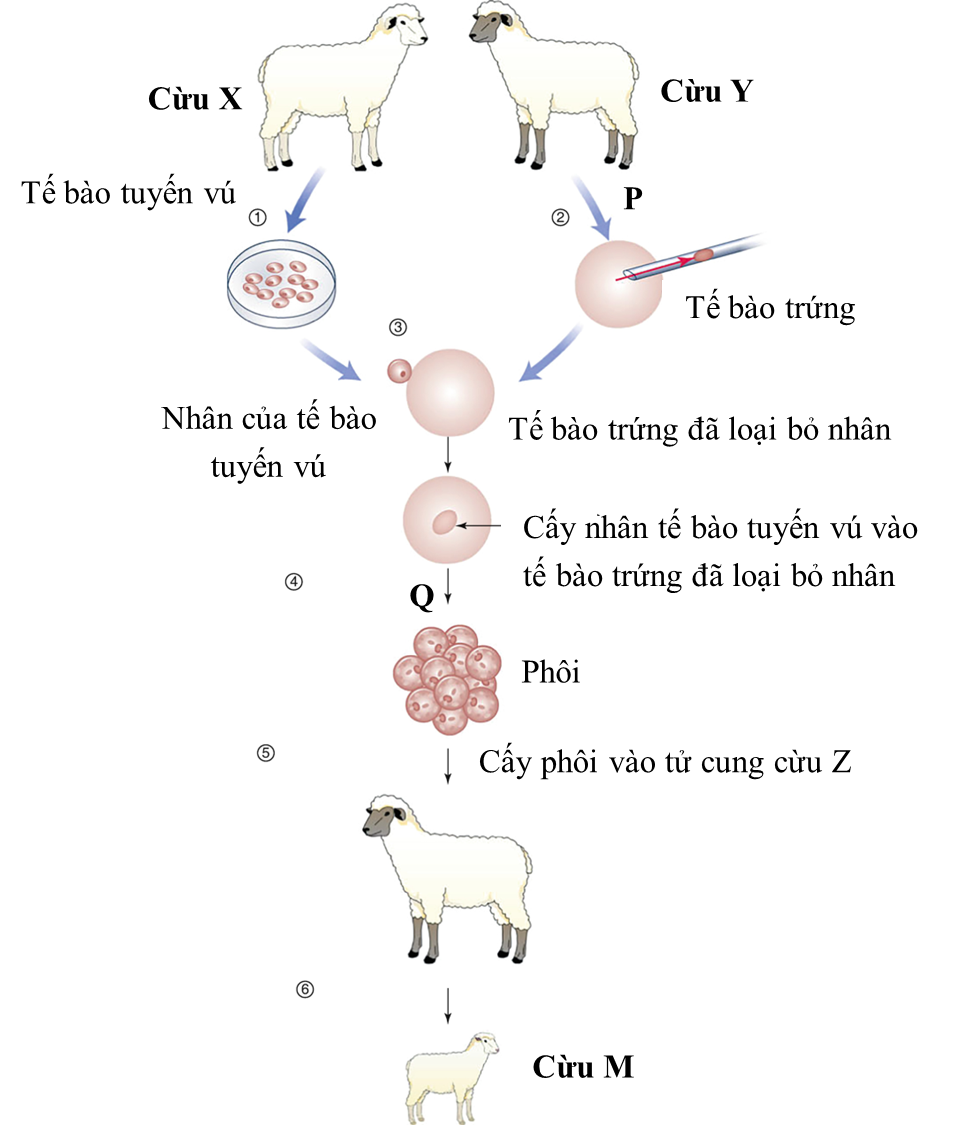 Cừu X
Cừu Y
Tế bào tuyến vú
①
②
P
Tế bào trứng
③
Nhân của tế bào
tuyến vú
Tế bào trứng đã loại bỏ nhân
Cấy nhân tế bào tuyến vú vào
tế bào trứng đã loại bỏ nhân
④
Q
Phôi
⑤
Cấy phôi vào tử cung cừu Z
⑥
Cừu M